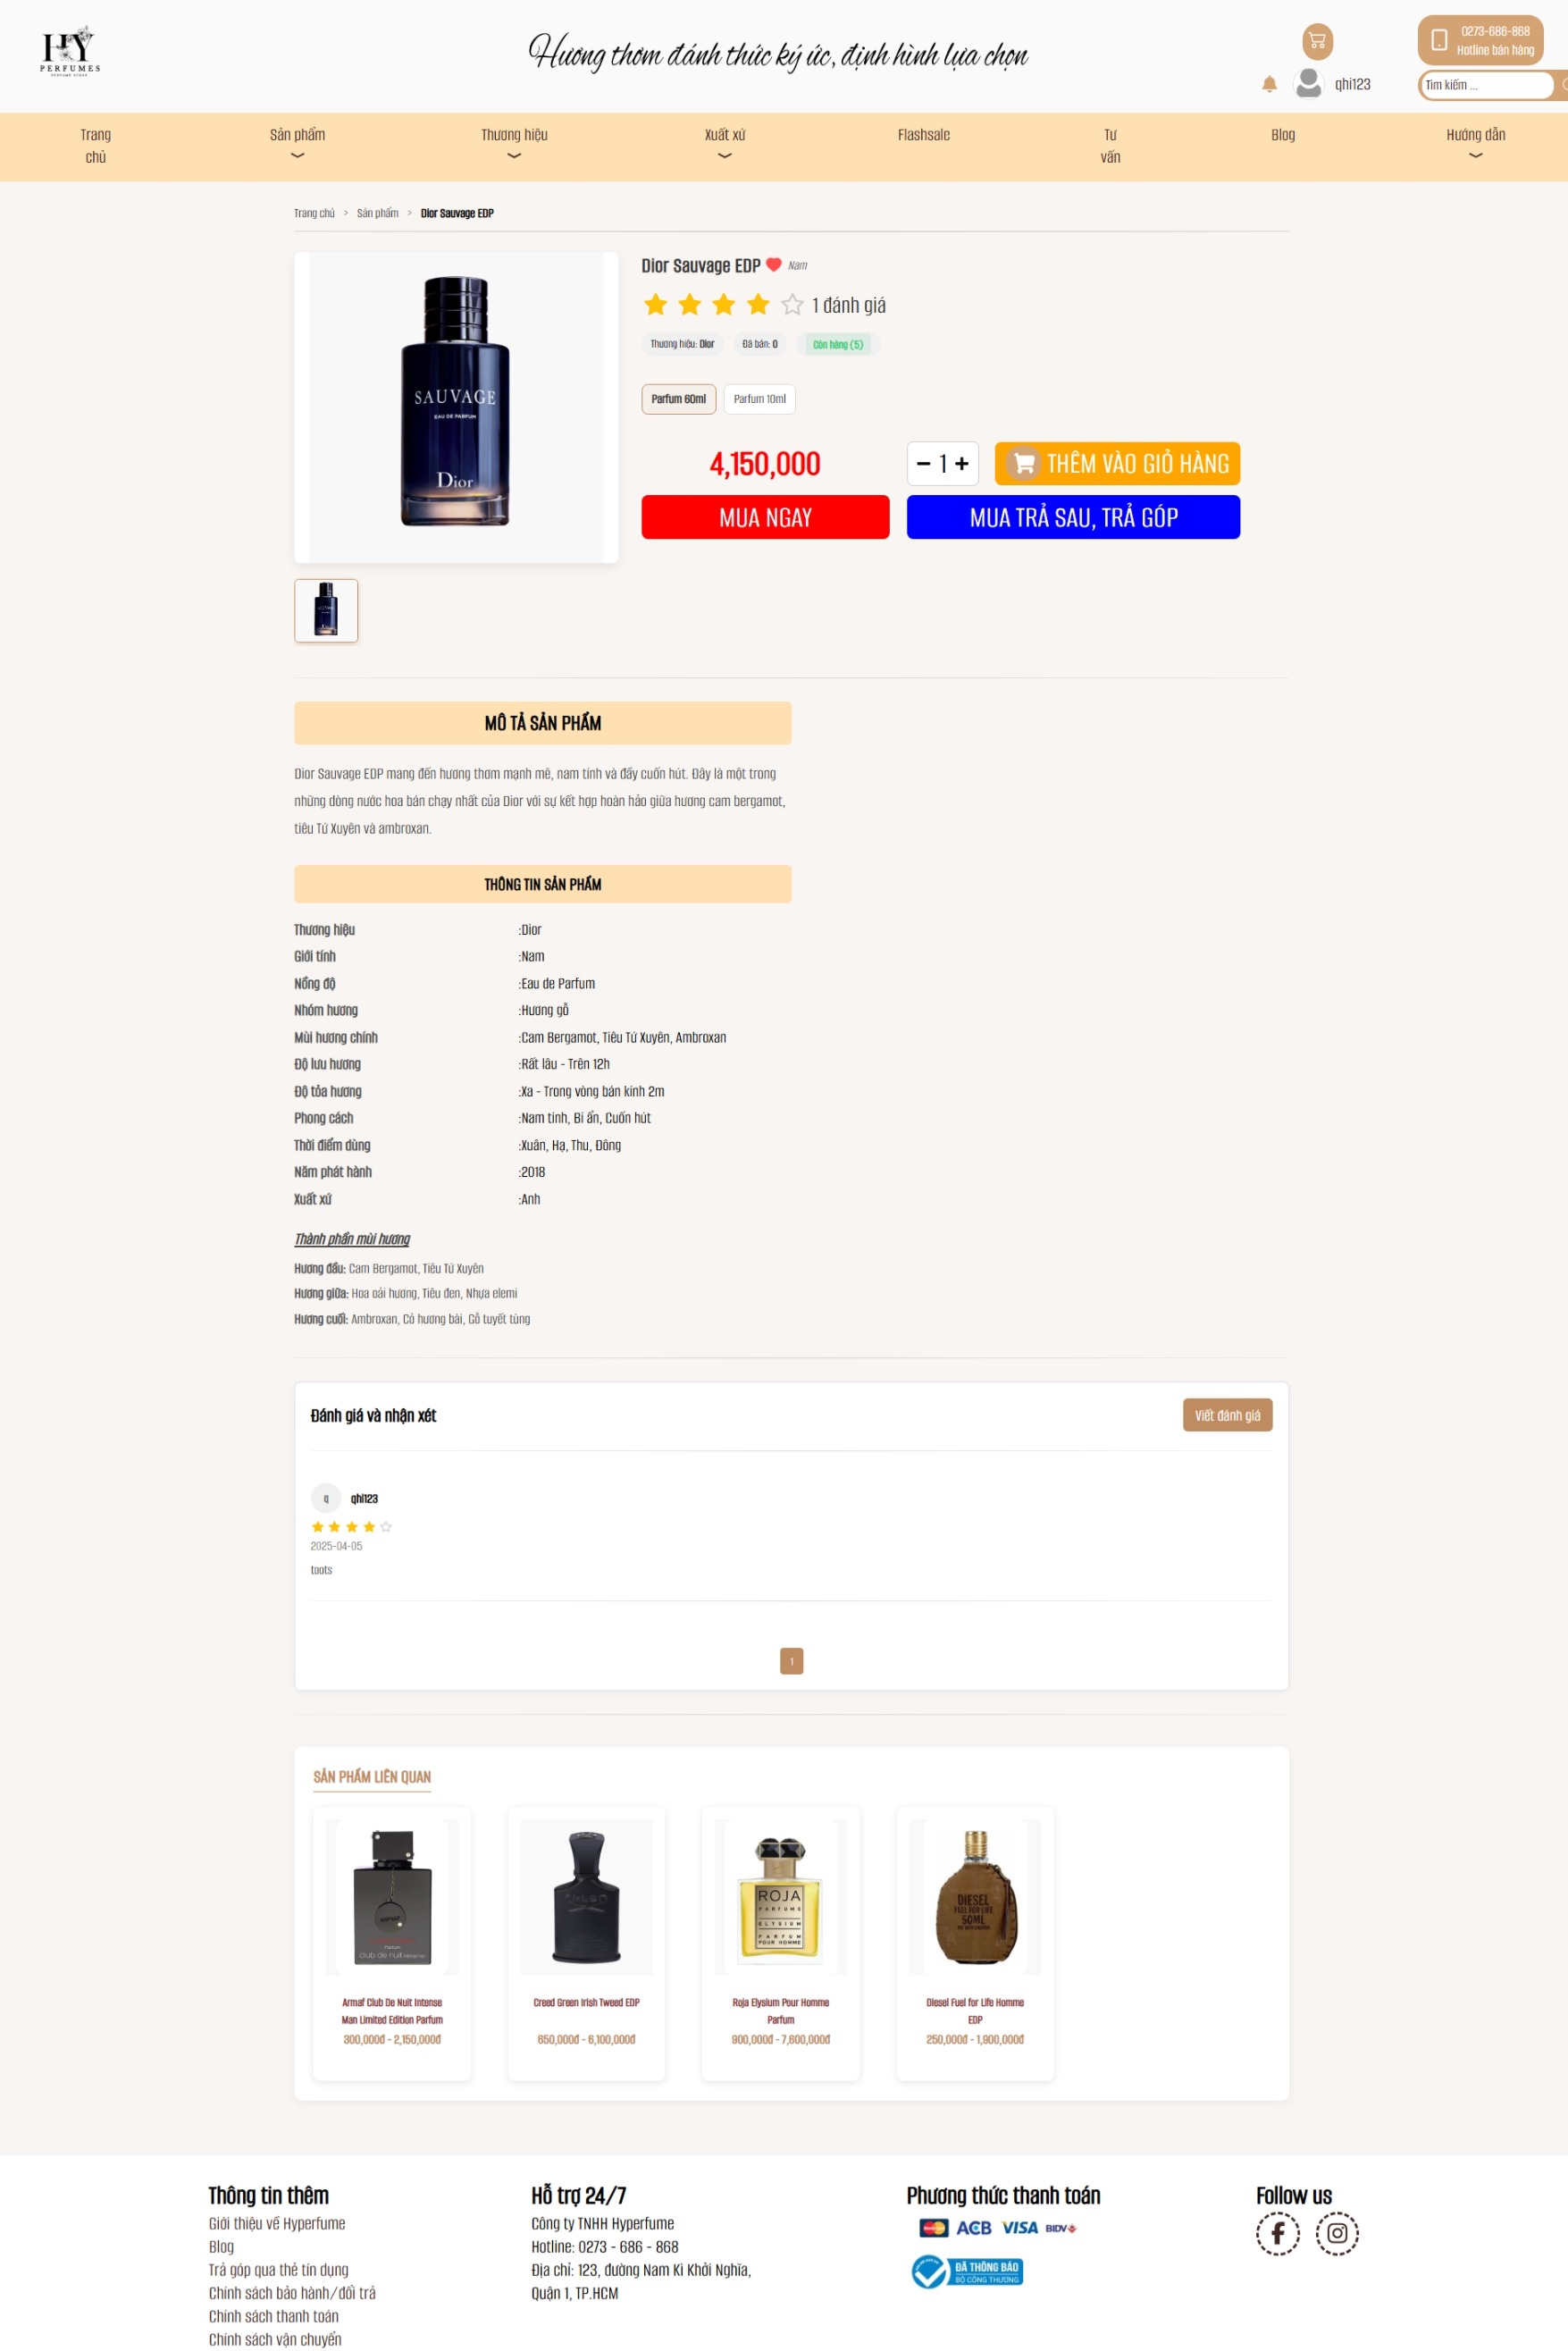 HY
PERFUMES
PERFUME STORE
Hương thơm đánh thức ký ức, định hình lựa chọn
0273-686-868
Hotline bán hàng
qhi123
Tìm kiếm ...
Trang chủ
Sản phẩm
Thương hiệu
Xuất xứ
Flashsale
Tư vấn
Blog
Hướng dẫn
Trang chủ > Sản phẩm > Dior Sauvage EDP
SAUVAGE
EAU DE PARFUM
Dior
Dior Sauvage EDP Nam
1 đánh giá
Thương hiệu: Dior Đã bán: 0 Còn hàng (5)
Parfum 60ml Parfum 10ml
4,150,000 1 THÊM VÀO GIỎ HÀNG
MUA NGAY MUA TRẢ SAU, TRẢ GÓP
MÔ TẢ SẢN PHẨM
Dior Sauvage EDP mang đến hương thơm mạnh mẽ, nam tính và đầy cuốn hút. Đây là một trong
những dòng nước hoa bán chạy nhất của Dior với sự kết hợp hoàn hảo giữa hương cam bergamot,
tiêu Tứ Xuyên và ambroxan.
THÔNG TIN SẢN PHẨM
Thương hiệu :Dior
Giới tính :Nam
Nồng độ :Eau de Parfum
Nhóm hương :Hương gỗ
Mùi hương chính :Cam Bergamot, Tiêu Tứ Xuyên, Ambroxan
Độ lưu hương :Rất lâu - Trên 12h
Độ tỏa hương :Xa - Trong vòng bán kính 2m
Phong cách :Nam tính, Bí ẩn, Cuốn hút
Thời điểm dùng :Xuân, Hạ, Thu, Đông
Năm phát hành :2018
Xuất xứ :Anh
Thành phần mùi hương
Hương đầu: Cam Bergamot, Tiêu Tứ Xuyên
Hương giữa: Hoa oải hương, Tiêu đen, Nhựa elemi
Hương cuối: Ambroxan, Cỏ hương bài, Gỗ tuyết tùng
Đánh giá và nhận xét Viết đánh giá
q qhi123
2025-04-05
toots
1
SẢN PHẨM LIÊN QUAN
club de nuit
CREED
ROJA
PARFUMS
ELYSIUM
PARFUM
POUR HOMME
DIESEL
FUEL FOR LIFE
50ML
Armaf Club De Nuit Intense
Man Limited Edition Parfum
300,000đ - 2,150,000đ
Creed Green Irish Tweed EDP
650,000đ - 6,100,000đ
Roja Elysium Pour Homme
Parfum
900,000đ - 7,600,000đ
Diesel Fuel for Life Homme
EDP
250,000đ - 1,900,000đ
Thông tin thêm
Giới thiệu về Hyperfume
Blog
Trả góp qua thẻ tín dụng
Chính sách bảo hành/đổi trả
Chính sách thanh toán
Chính sách vận chuyển
Hỗ trợ 24/7
Công ty TNHH Hyperfume
Hotline: 0273 - 686 - 868
Địa chỉ: 123, đường Nam Kì Khởi Nghĩa,
Quận 1, TP.HCM
Phương thức thanh toán
ACB VISA BIDV
ĐÃ THÔNG BÁO
BỘ CÔNG THƯƠNG
Follow us